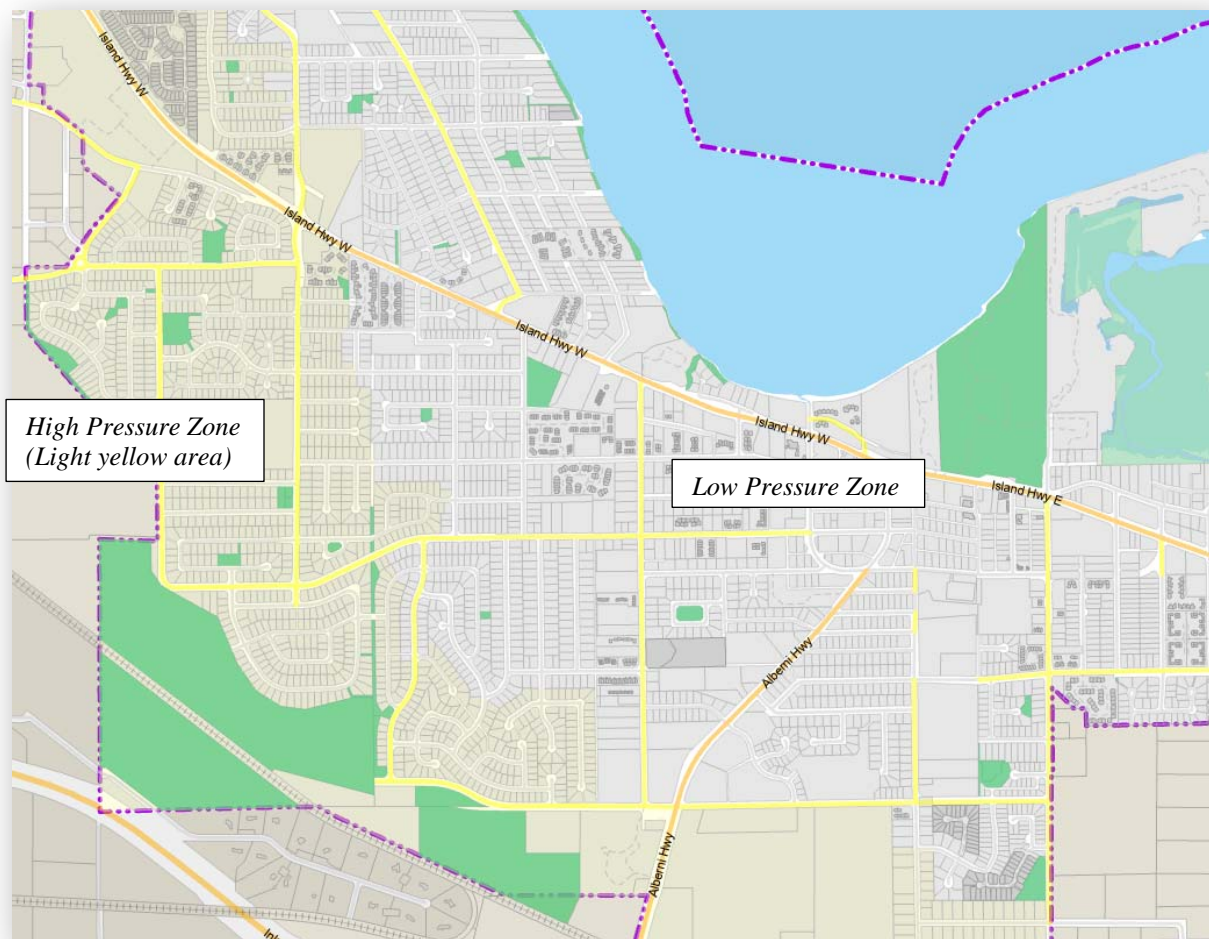 Island Hwy W
Island Hwy W
Island Hwy W
High Pressure Zone
(Light yellow area)
Island Hwy W
Low Pressure Zone
Island Hwy E
Alberni Hwy
Alberni Hwy